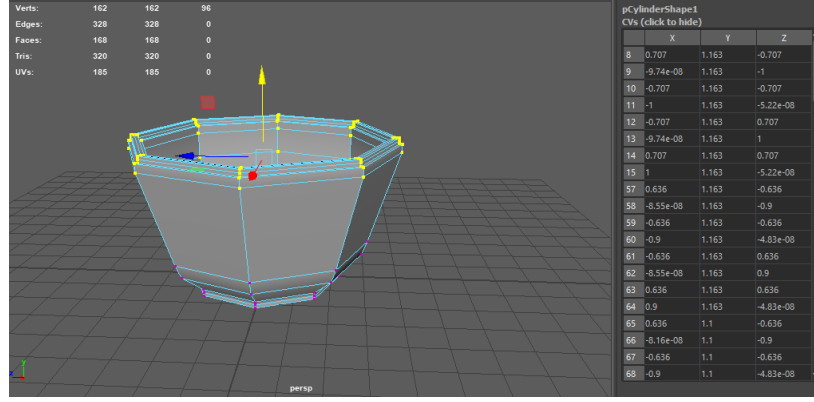 Verts: 162 162 96
Edges: 328 328 0
Faces: 168 168 0
Tris: 320 320 0
UVs: 185 185 0
persp
pCylinderShape1
CVs (click to hide)
X Y Z
8 0.707 1.163 -0.707
9 -9.74e-08 1.163 -1
10 -0.707 1.163 -0.707
11 -1 1.163 -5.22e-08
12 -0.707 1.163 0.707
13 -9.74e-08 1.163 1
14 0.707 1.163 0.707
15 1 1.163 -5.22e-08
57 0.636 1.163 -0.636
58 -8.55e-08 1.163 -0.9
59 -0.636 1.163 -0.636
60 -0.9 1.163 -4.83e-08
61 -0.636 1.163 0.636
62 -8.55e-08 1.163 0.9
63 0.636 1.163 0.636
64 0.9 1.163 -4.83e-08
65 0.636 1.1 -0.636
66 -8.16e-08 1.1 -0.9
67 -0.636 1.1 -0.636
68 -0.9 1.1 -4.83e-08